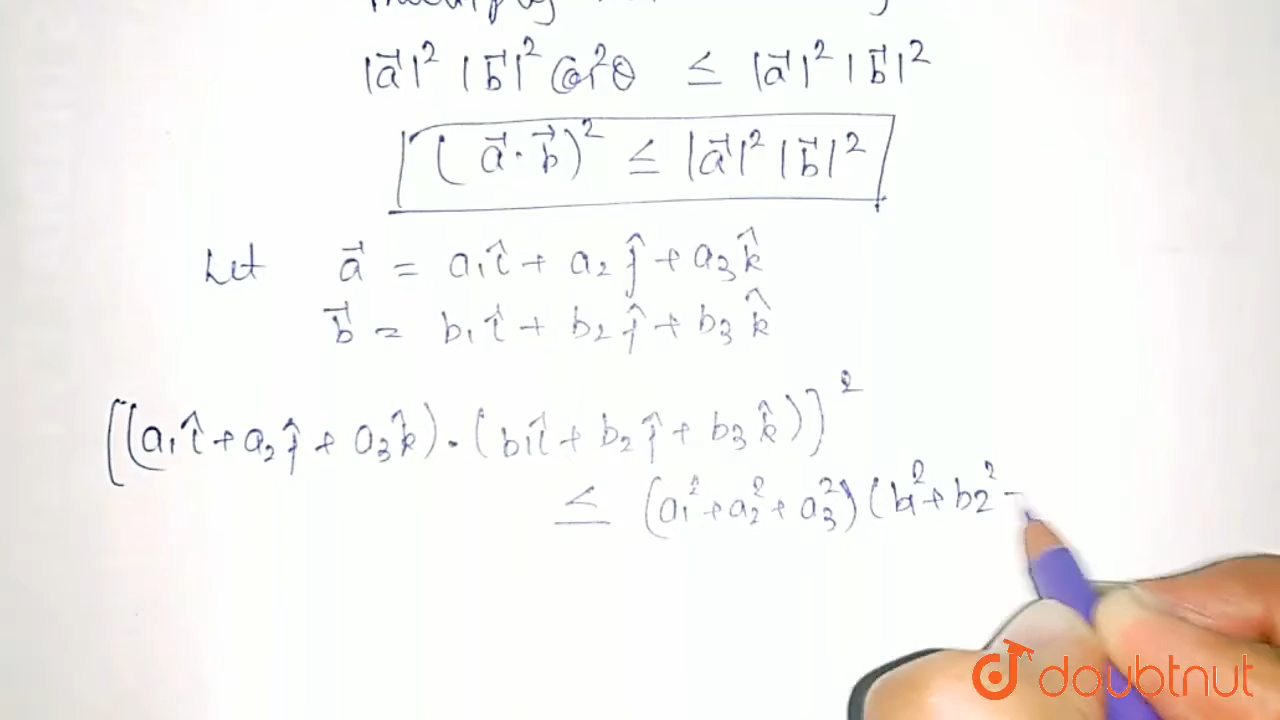 |a⃗|² |b⃗|² Cos²θ ≤ |a⃗|² |b⃗|²
(a⃗·b⃗)² ≤ |a⃗|² |b⃗|²
Let a⃗ = a₁î + a₂ĵ + a₃k̂
b⃗ = b₁î + b₂ĵ + b₃k̂
[(a₁î + a₂ĵ + a₃k̂)·(b₁î + b₂ĵ + b₃k̂)]²
≤ (a₁² + a₂² + a₃²)(b₁² + b₂² -
doubtnut